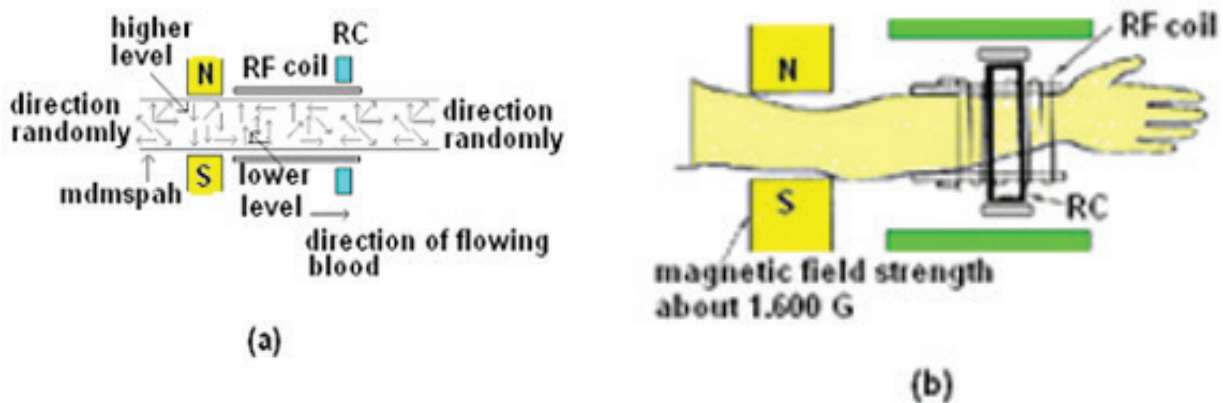 higher
level
N
RF coil
RC
direction
randomly
direction
randomly
S
mdmspah
lower
level
direction of flowing
blood
(a)
RF coil
N
S
RC
magnetic field strength
about 1.600 G
(b)